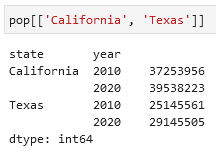 pop[['California', 'Texas']]
state       year
California  2010    37253956
            2020    39538223
Texas       2010    25145561
            2020    29145505
dtype: int64